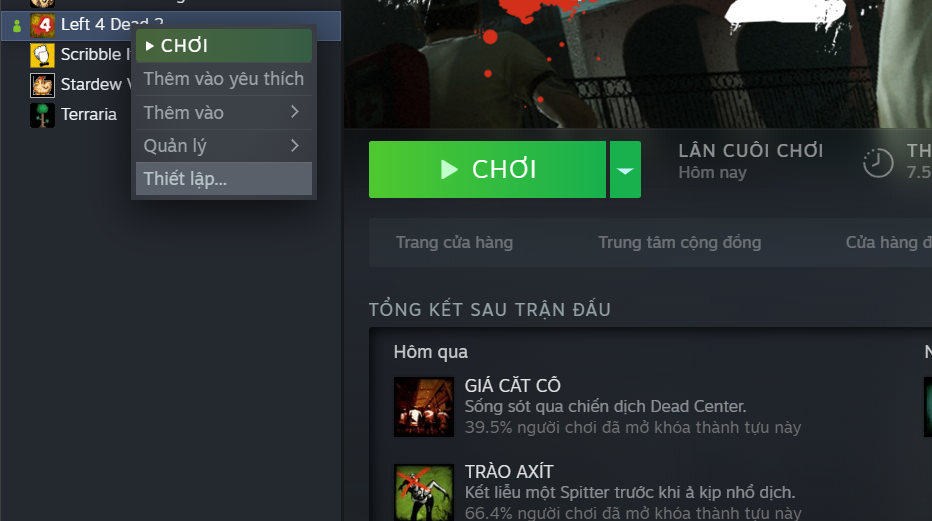 Left 4 Dead 2
Scribble I
Stardew V
Terraria
CHƠI
Thêm vào yêu thích
Thêm vào
Quản lý
Thiết lập...
CHƠI
LẦN CUỐI CHƠI
Hôm nay
TH
7.5
Trang cửa hàng
Trung tâm cộng đồng
Cửa hàng đ
TỔNG KẾT SAU TRẬN ĐẤU
Hôm qua
N
GIÁ CẮT CỔ
Sống sót qua chiến dịch Dead Center.
39.5% người chơi đã mở khóa thành tựu này
TRÀO AXÍT
Kết liễu một Spitter trước khi ả kịp nhổ dịch.
66.4% người chơi đã mở khóa thành tựu này